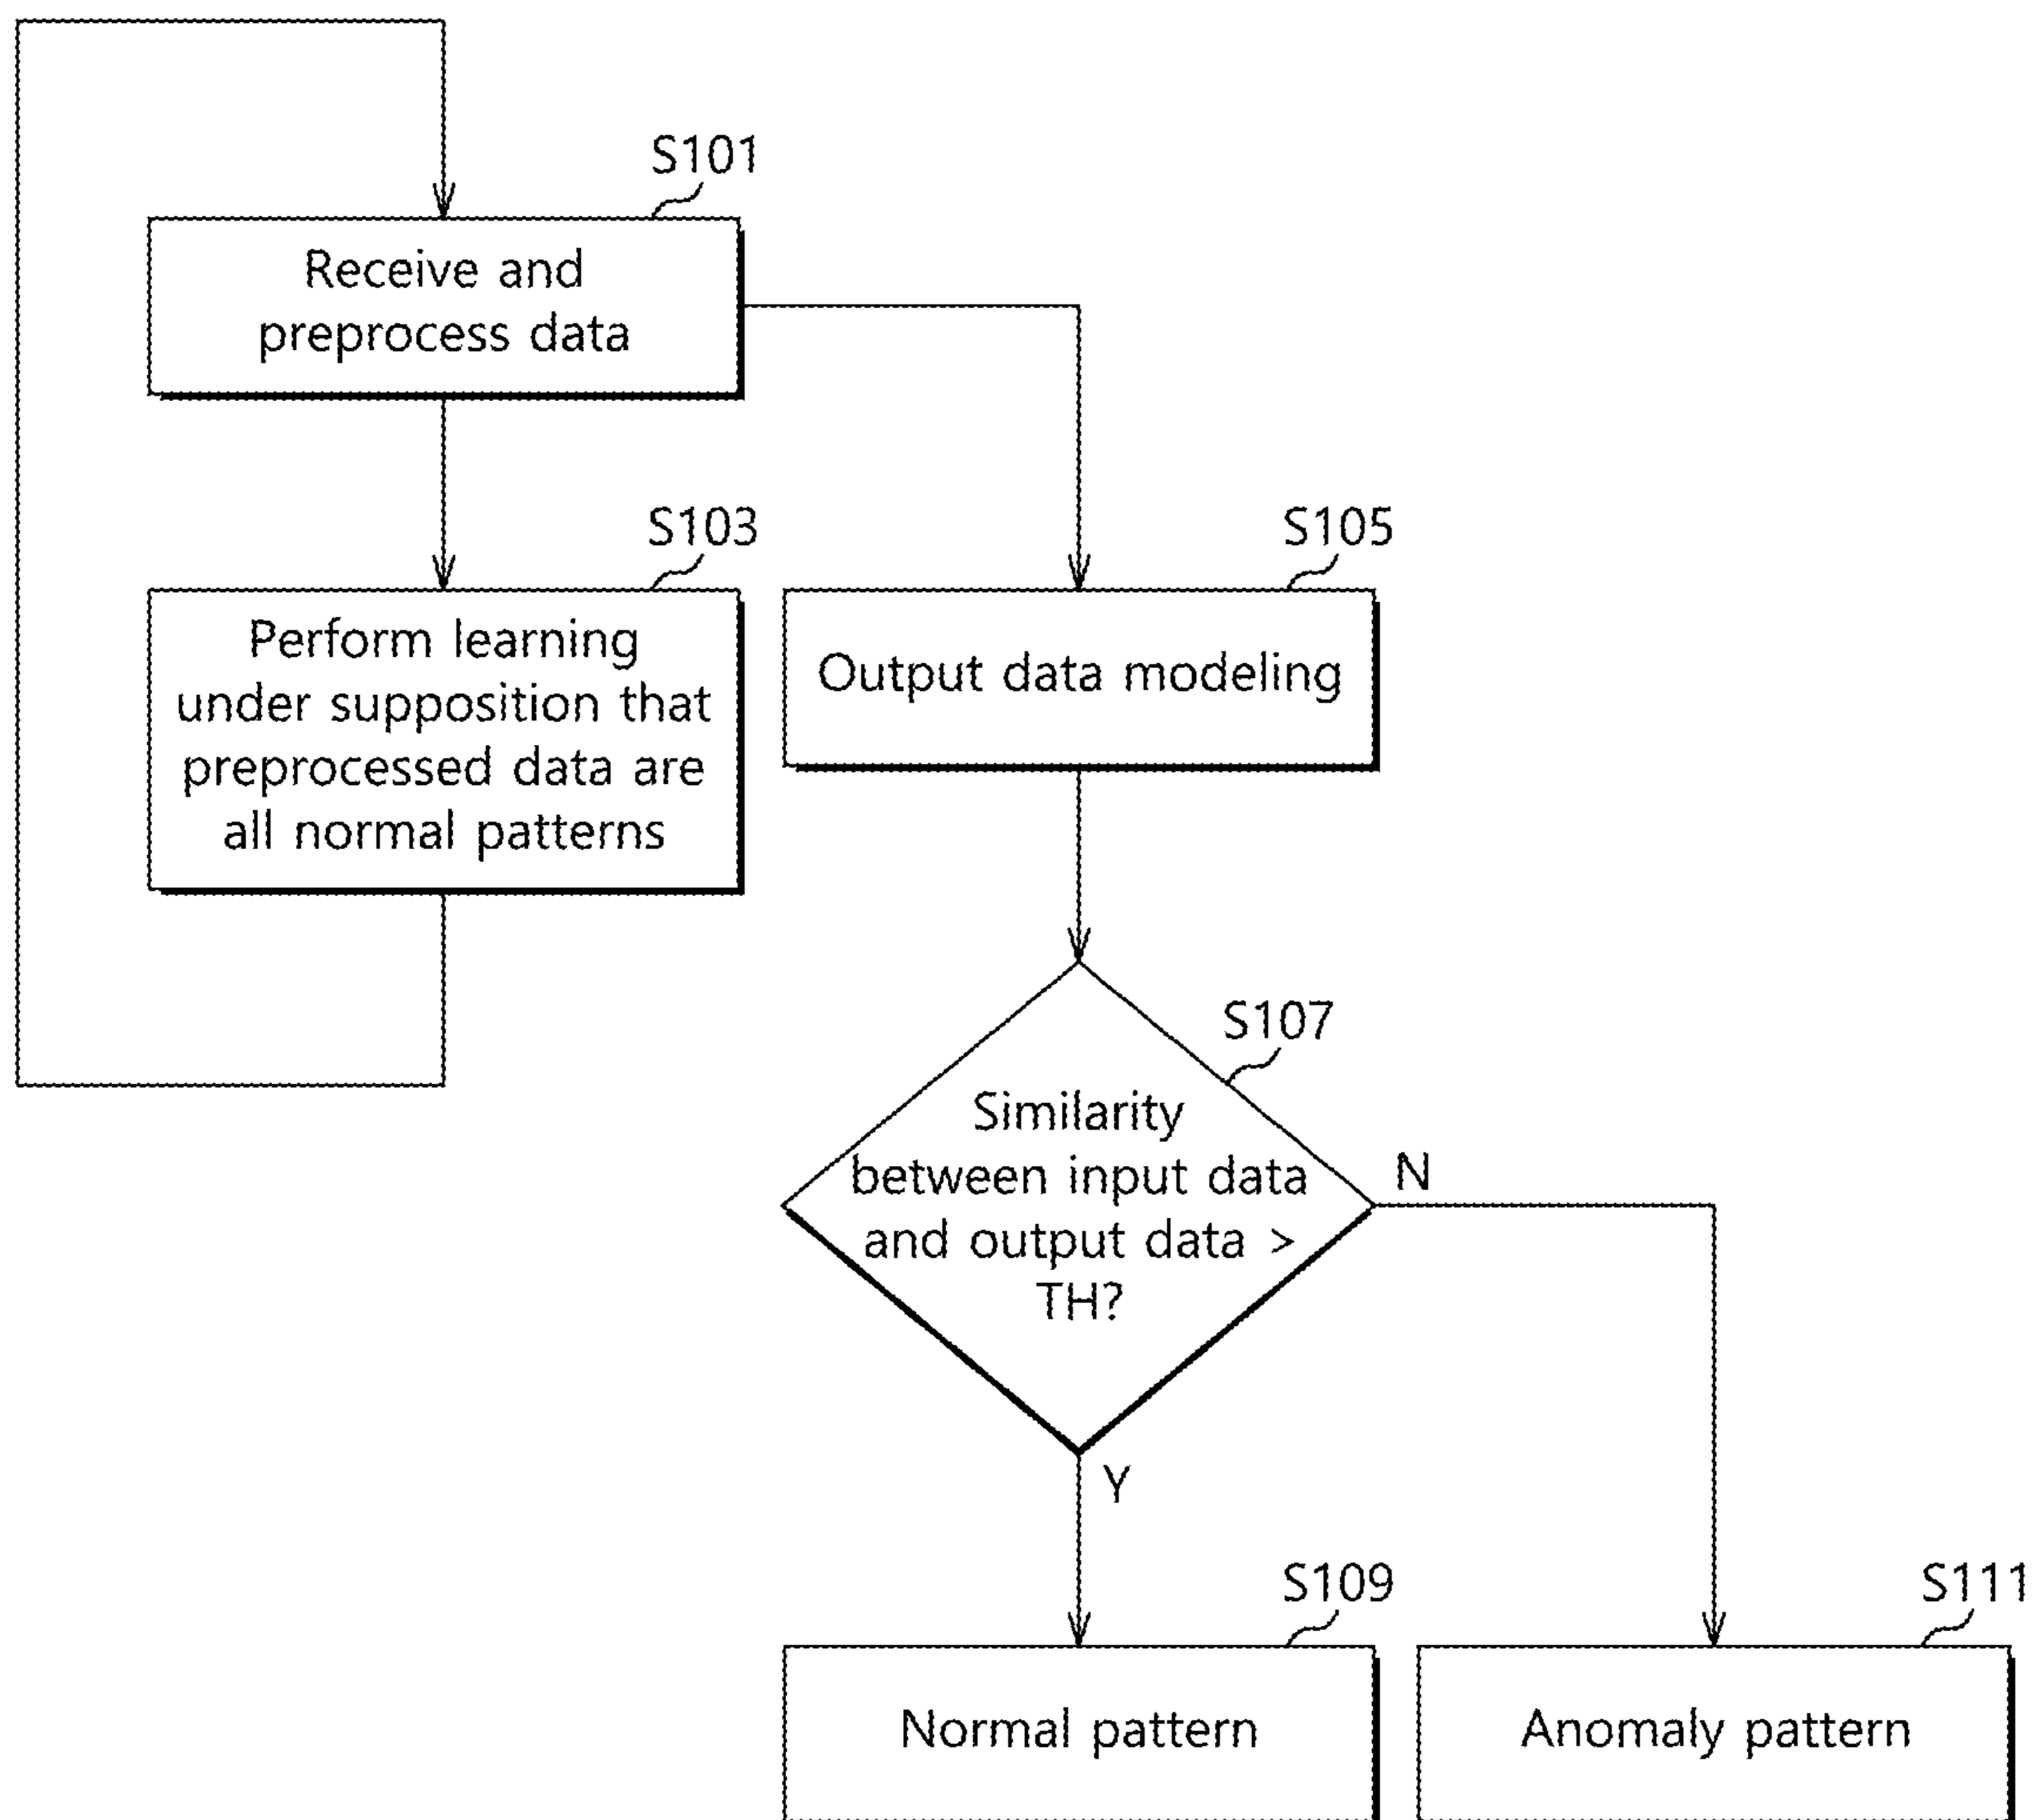 S101
Receive and
preprocess data
S103
Perform learning
under supposition that
preprocessed data are
all normal patterns
S105
Output data modeling
S107
Similarity
between input data
and output data >
TH?
N
Y
S109
Normal pattern
S111
Anomaly pattern